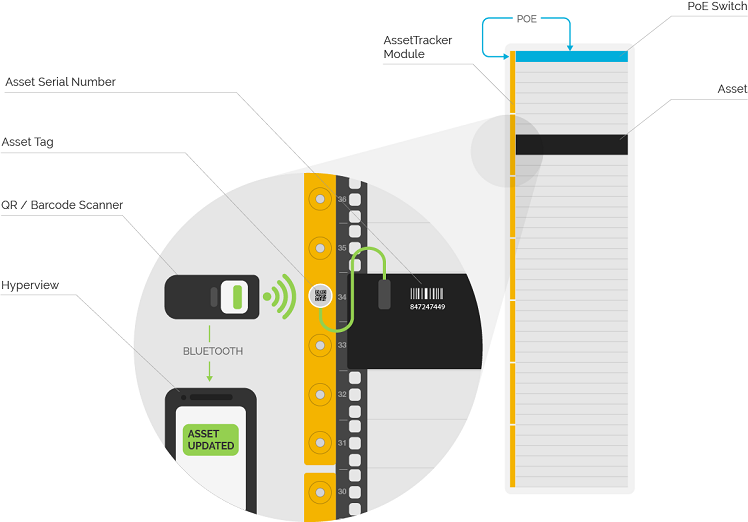 PoE Switch
POE
AssetTracker
Module
Asset Serial Number
Asset
Asset Tag
QR / Barcode Scanner
Hyperview
BLUETOOTH
ASSET
UPDATED
36
35
34
33
32
31
30
847247449